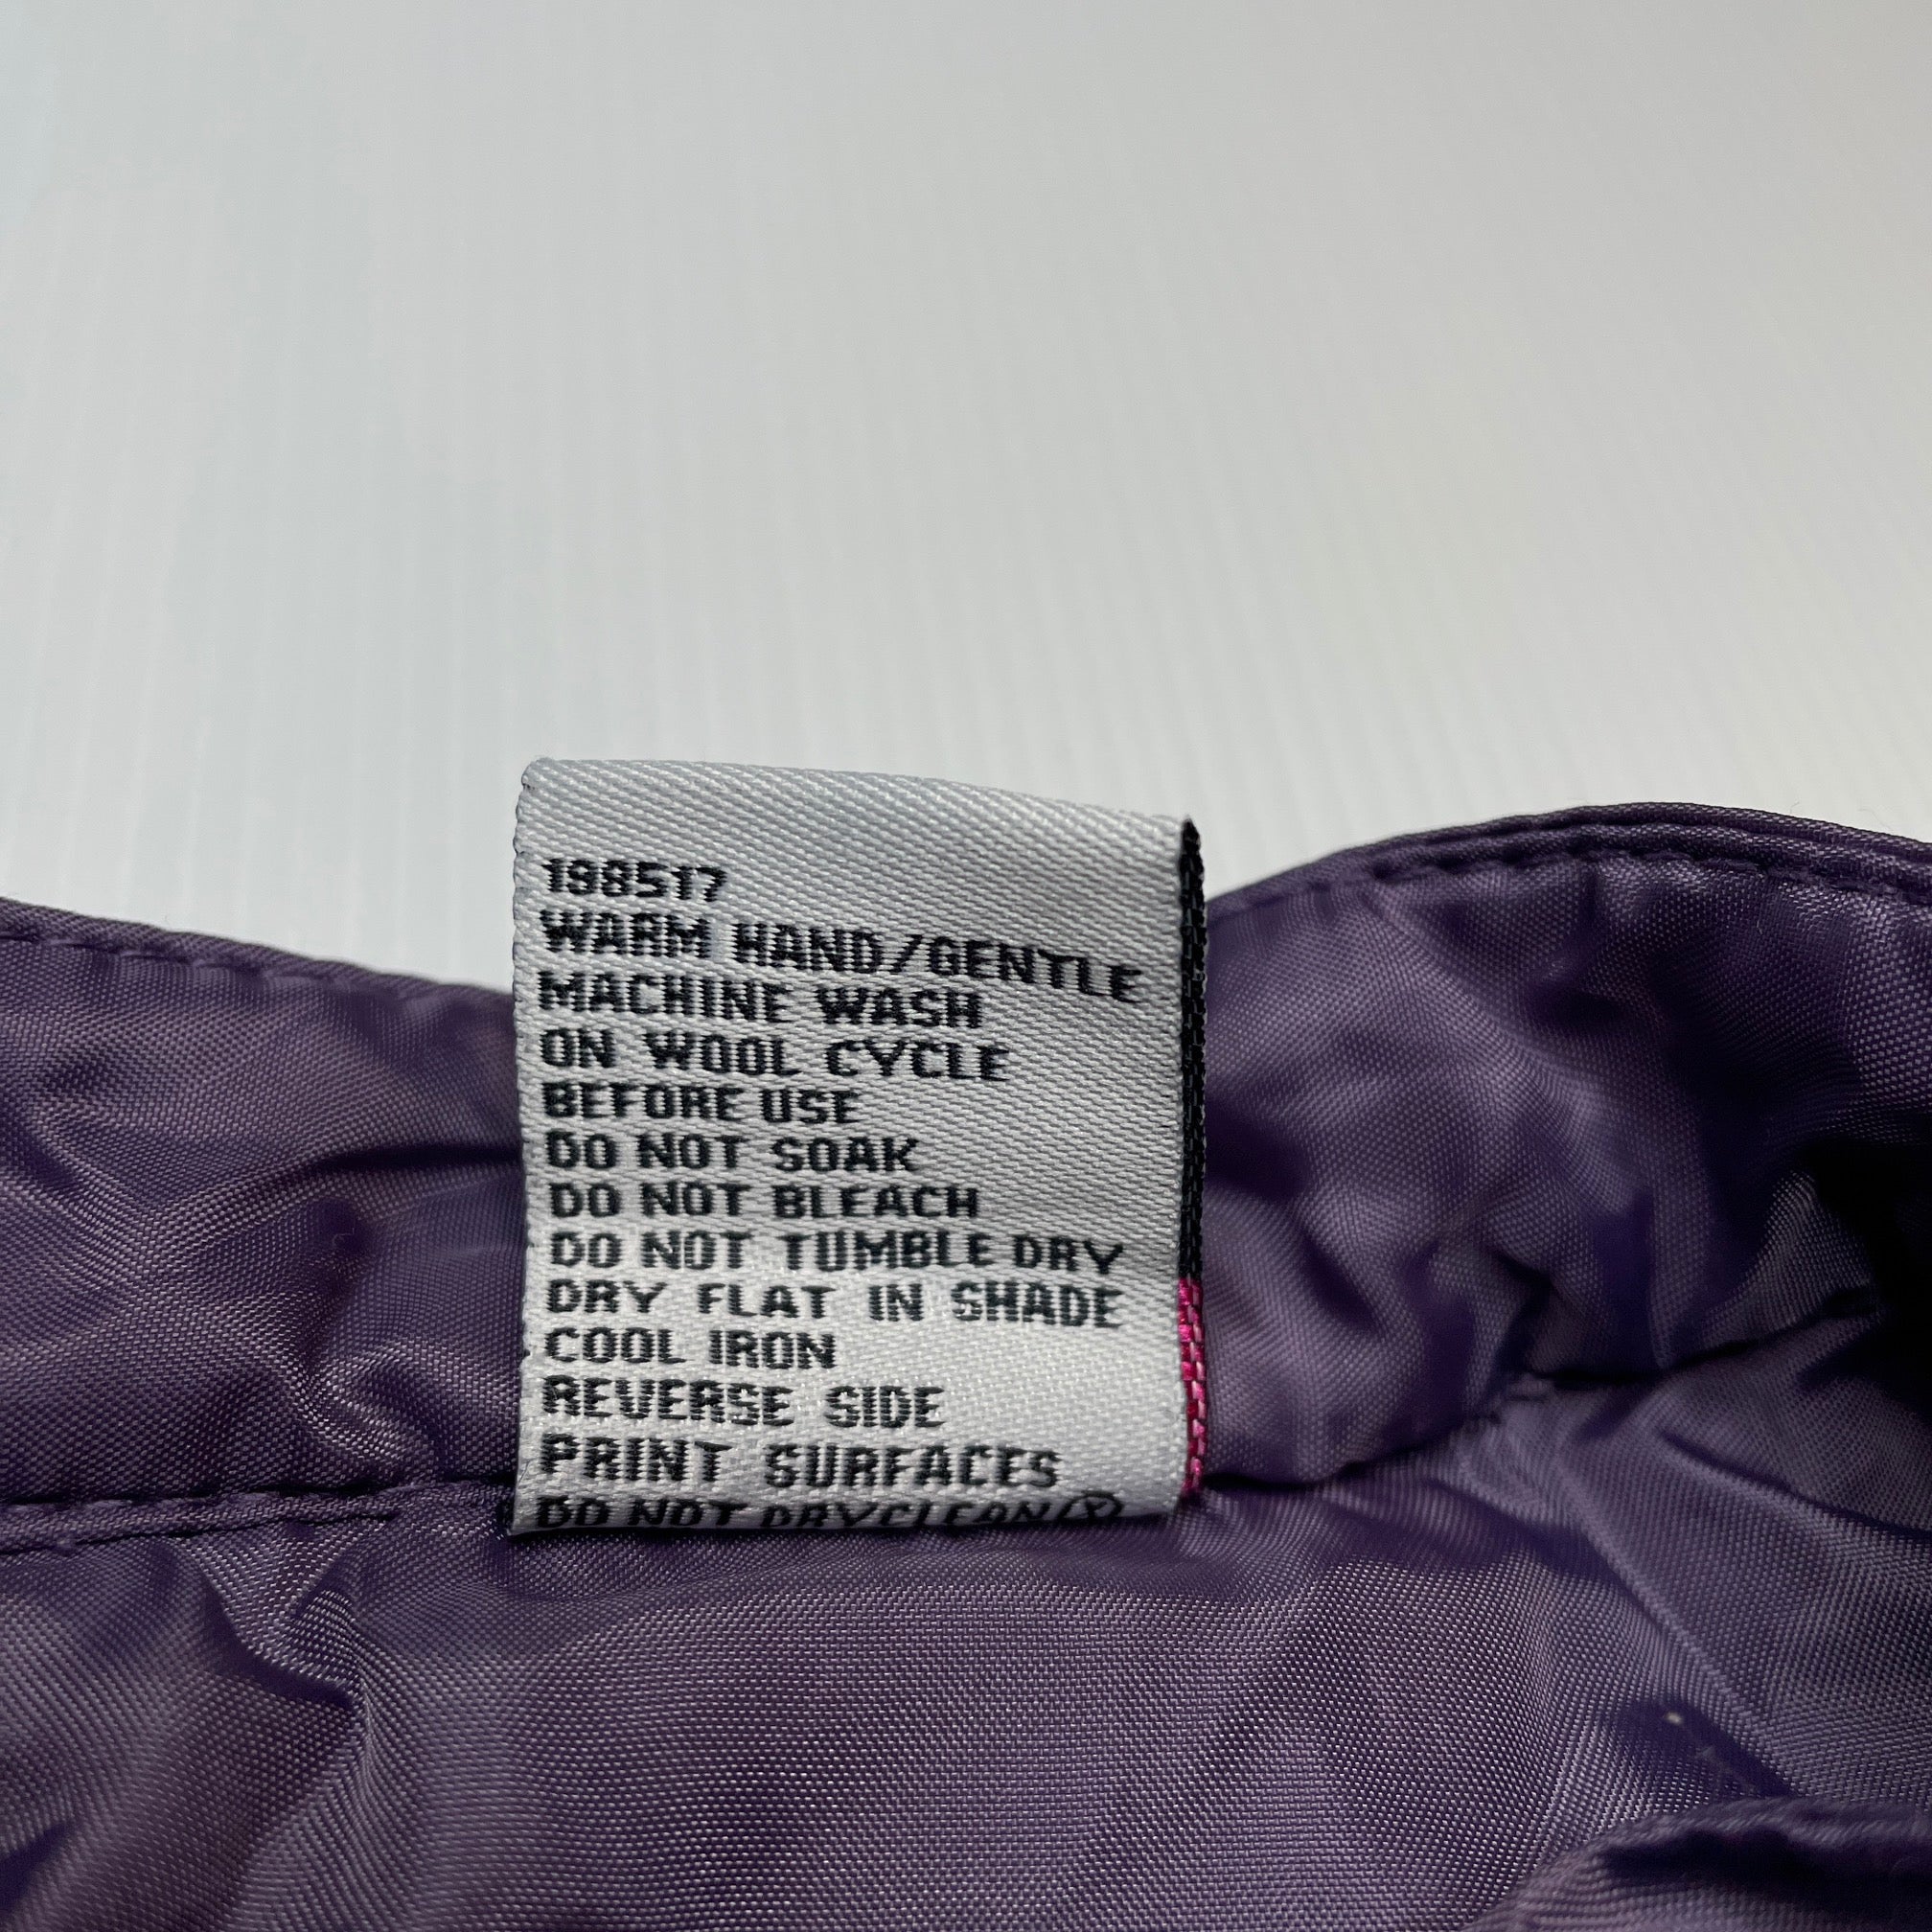 198517
WARM HAND/GENTLE
MACHINE WASH
ON WOOL CYCLE
BEFORE USE
DO NOT SOAK
DO NOT BLEACH
DO NOT TUMBLE DRY
DRY FLAT IN SHADE
COOL IRON
REVERSE SIDE
PRINT SURFACES
DO NOT DRYCLEAN(X)